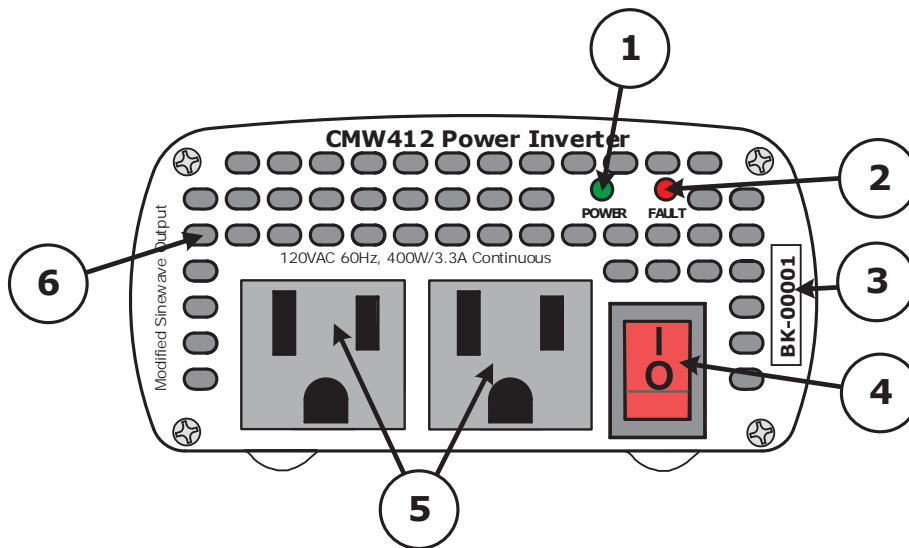 1
CMW412 Power Inverter
2
POWER FAULT
Modified Sinewave Output
120VAC 60Hz, 400W/3.3A Continuous
6
BK-00001
3
I
O
4
5